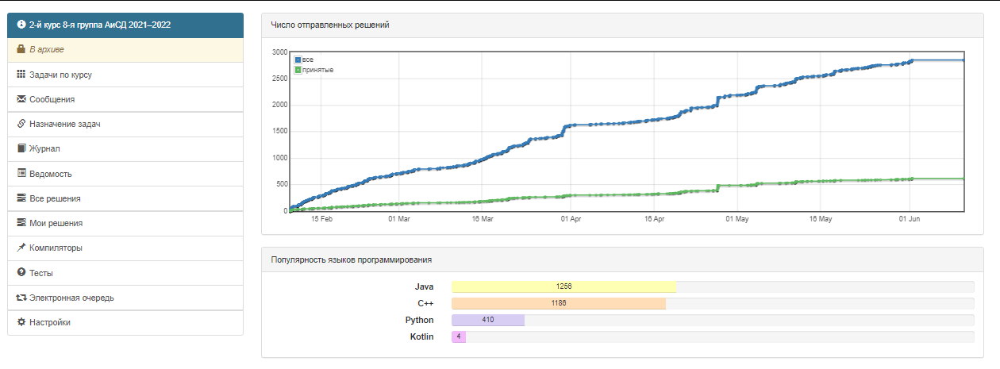 2-й курс 8-я группа АиСД 2021–2022
В архиве
Задачи по курсу
Сообщения
Назначение задач
Журнал
Ведомость
Все решения
Мои решения
Компиляторы
Тесты
Электронная очередь
Настройки
Число отправленных решений
3000
2500
2000
1500
1000
500
0
все
принятые
15 Feb
01 Mar
16 Mar
01 Apr
16 Apr
01 May
16 May
01 Jun
Популярность языков программирования
Java 1256
C++ 1186
Python 410
Kotlin 4